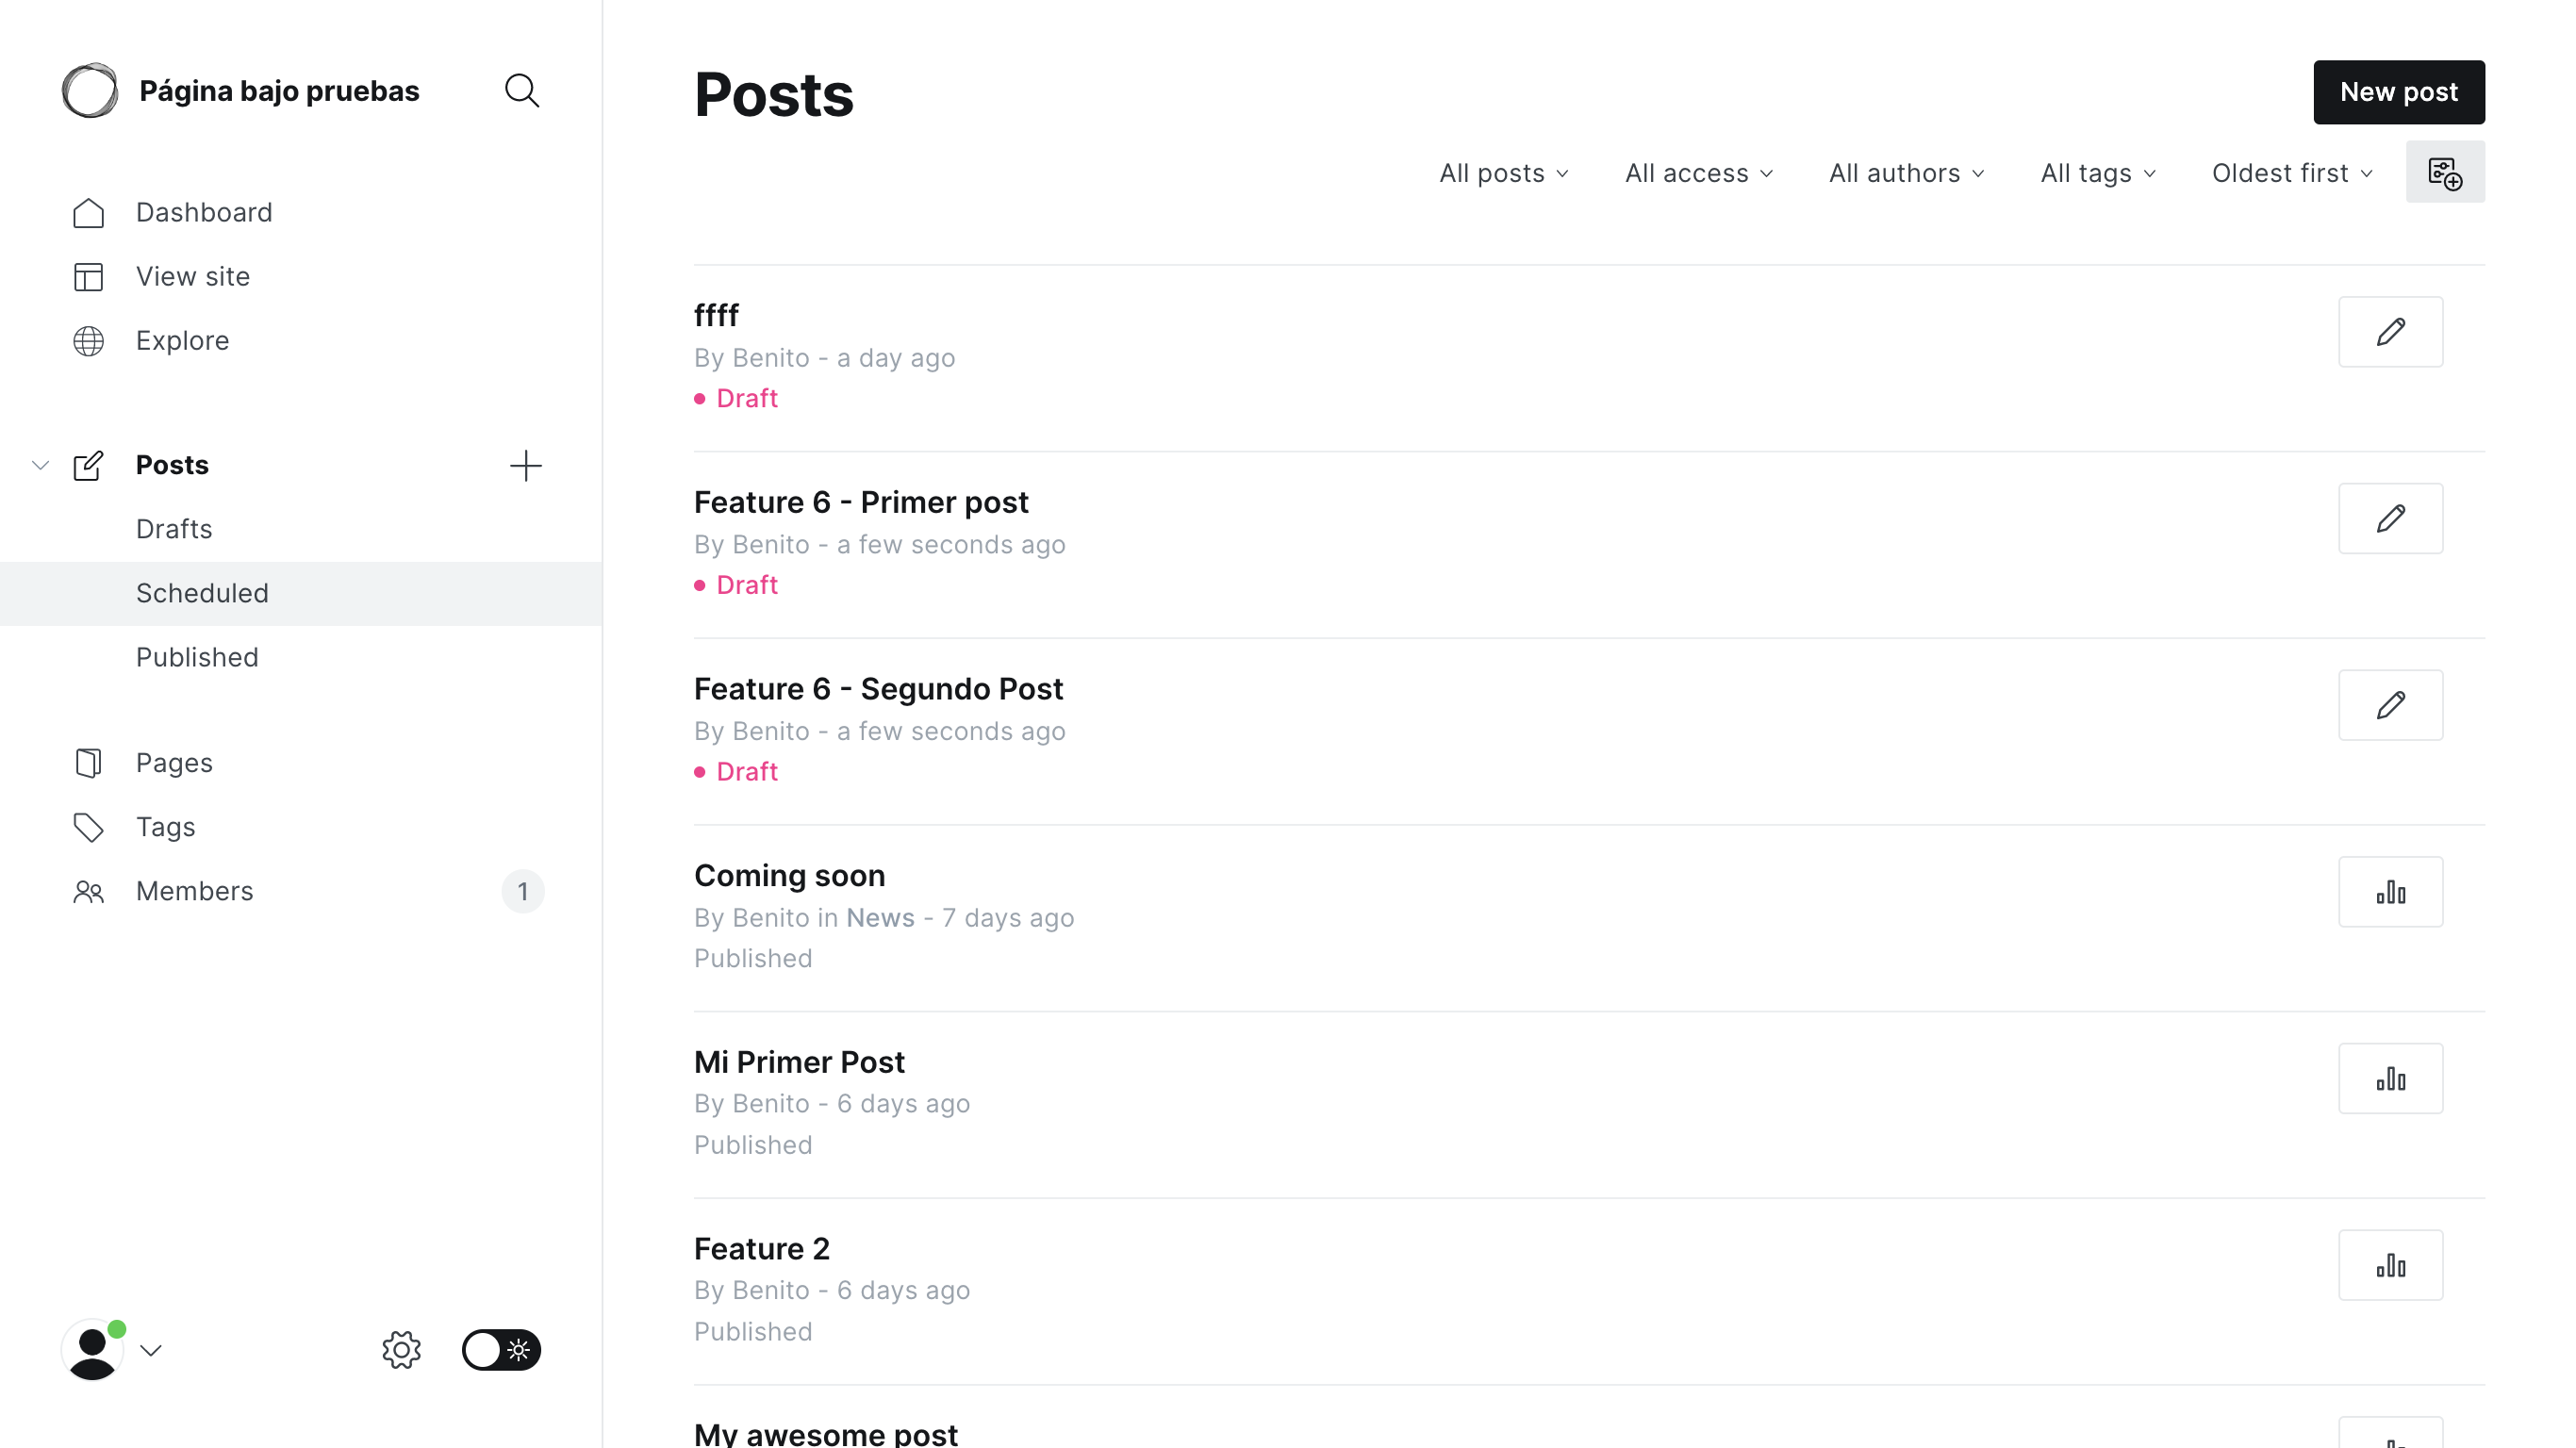 Página bajo pruebas
Dashboard
View site
Explore
Posts
Drafts
Scheduled
Published
Pages
Tags
Members
1
Posts
New post
All posts
All access
All authors
All tags
Oldest first
ffff
By Benito - a day ago
Draft
Feature 6 - Primer post
By Benito - a few seconds ago
Draft
Feature 6 - Segundo Post
By Benito - a few seconds ago
Draft
Coming soon
By Benito in News - 7 days ago
Published
Mi Primer Post
By Benito - 6 days ago
Published
Feature 2
By Benito - 6 days ago
Published
My awesome post